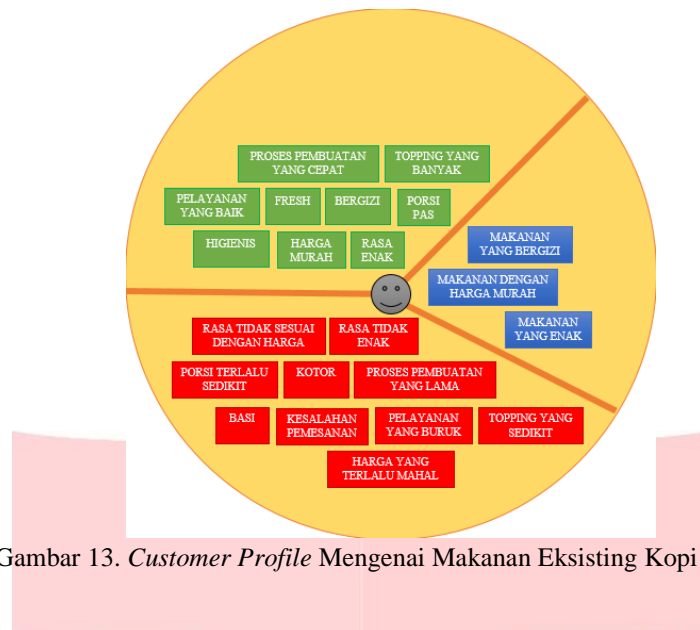 PROSES PEMBUATAN
YANG CEPAT
TOPPING YANG
BANYAK
PELAYANAN
YANG BAIK
FRESH
BERGIZI
PORSI
PAS
HIGIENIS
HARGA
MURAH
RASA
ENAK
MAKANAN
YANG BERGIZI
MAKANAN DENGAN
HARGA MURAH
MAKANAN
YANG ENAK
RASA TIDAK SESUAI
DENGAN HARGA
RASA TIDAK
ENAK
PORSI TERLALU
SEDIKIT
KOTOR
PROSES PEMBUATAN
YANG LAMA
BASI
KESALAHAN
PEMESANAN
PELAYANAN
YANG BURUK
TOPPING YANG
SEDIKIT
HARGA YANG
TERLALU MAHAL
Gambar 13. Customer Profile Mengenai Makanan Eksisting Kopi